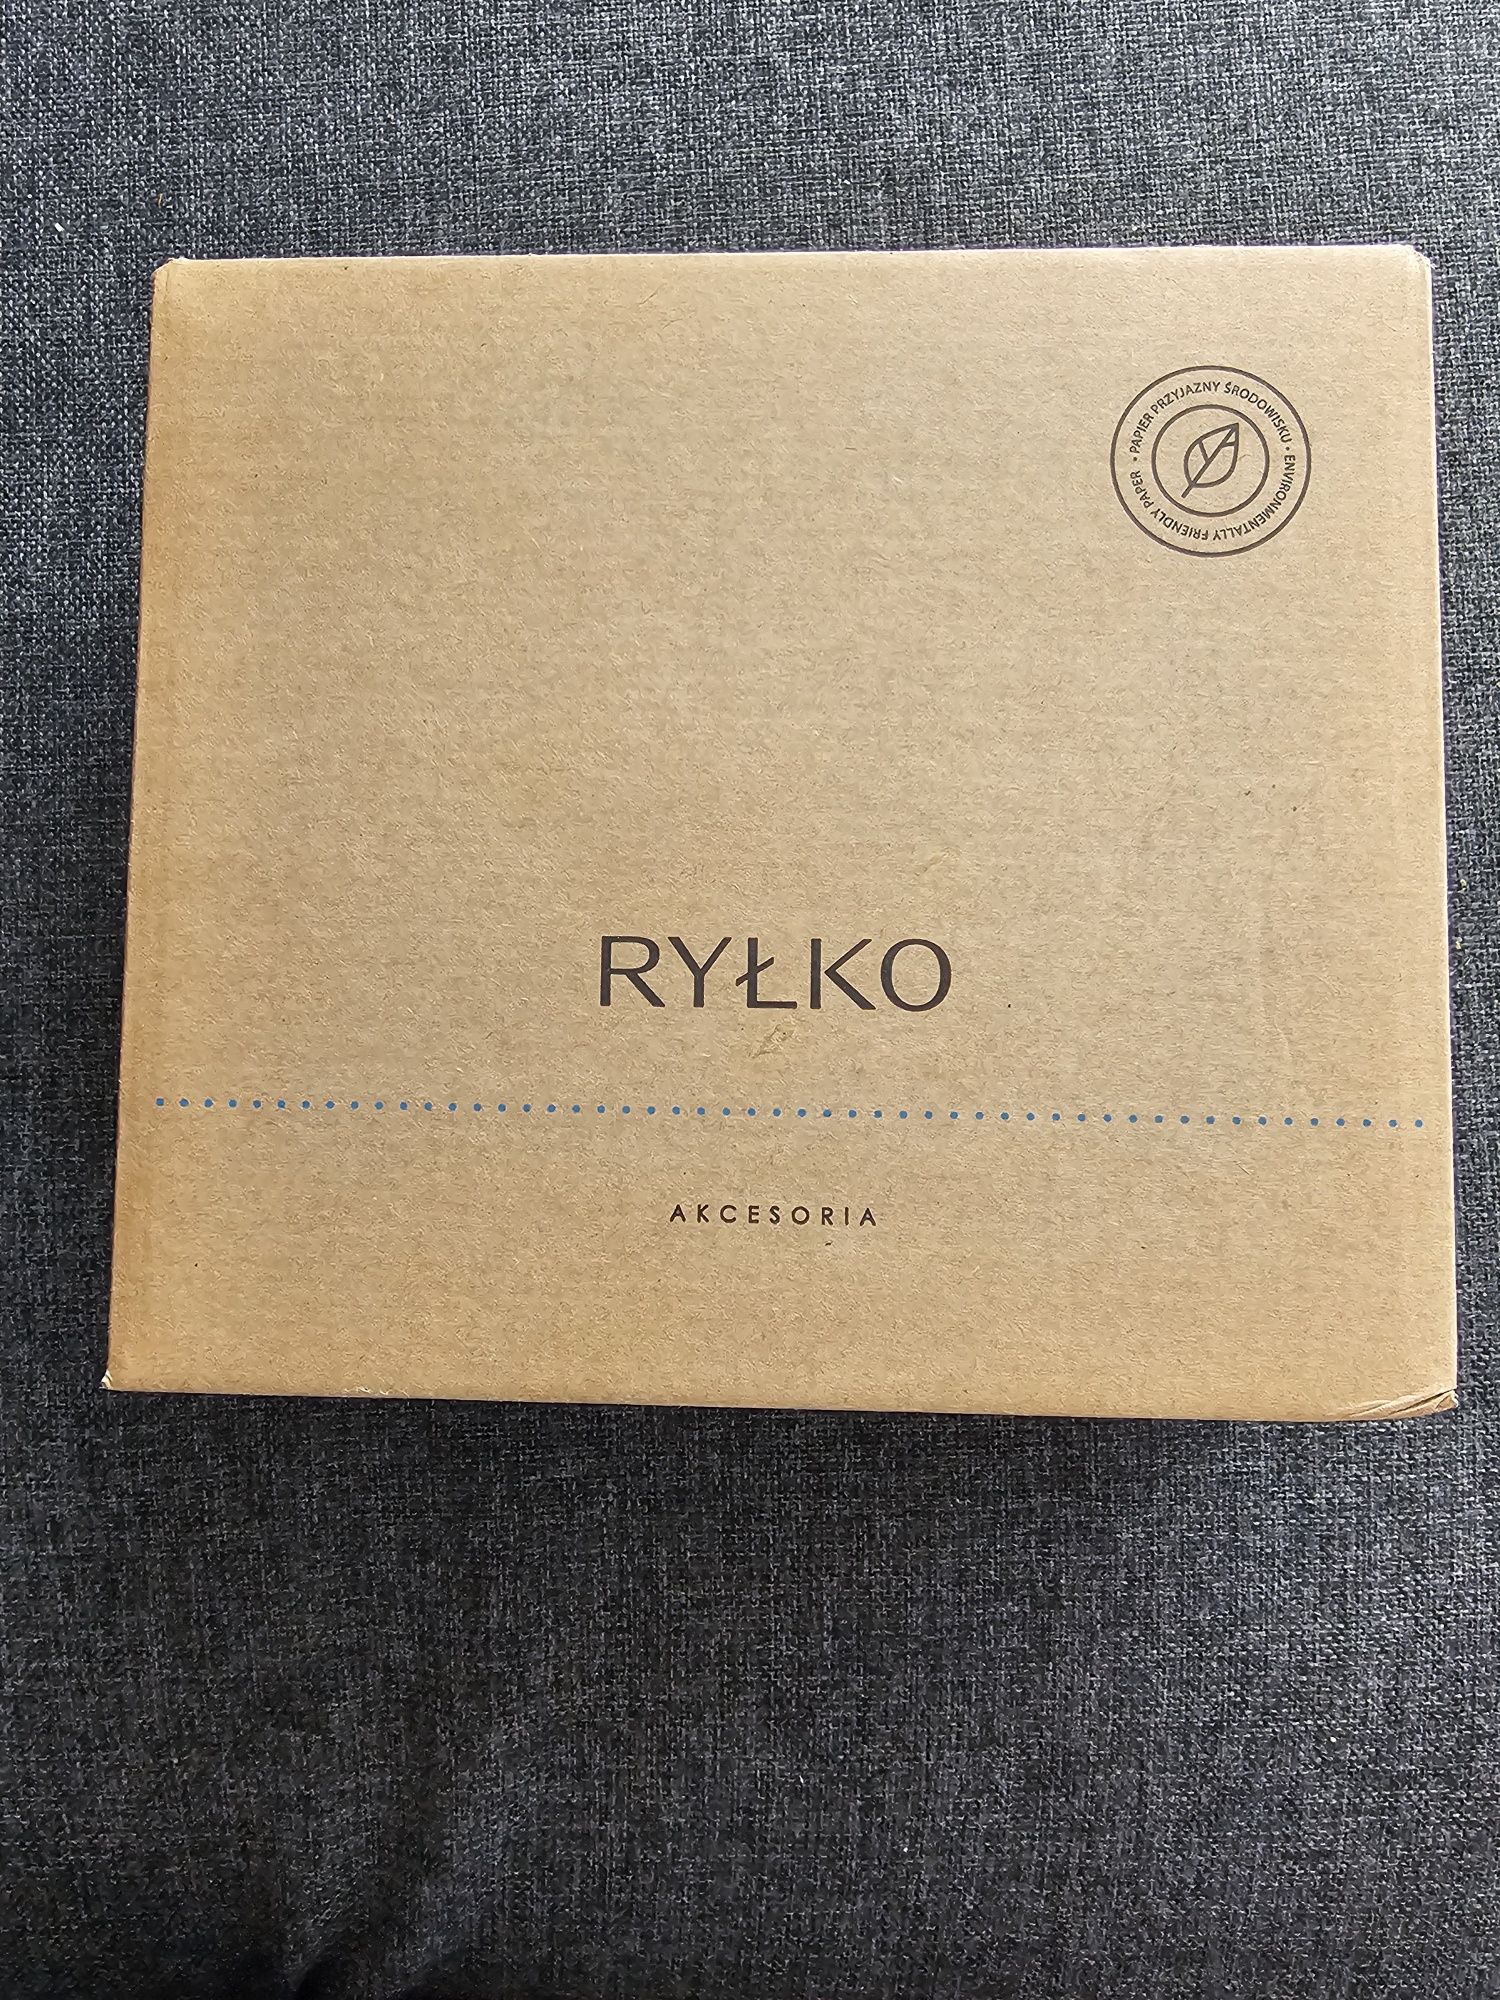 • PAPIER PRZYJAZNY ŚRODOWISKU • ENVIRONMENTALLY FRIENDLY PAPER
RYŁKO
AKCESORIA